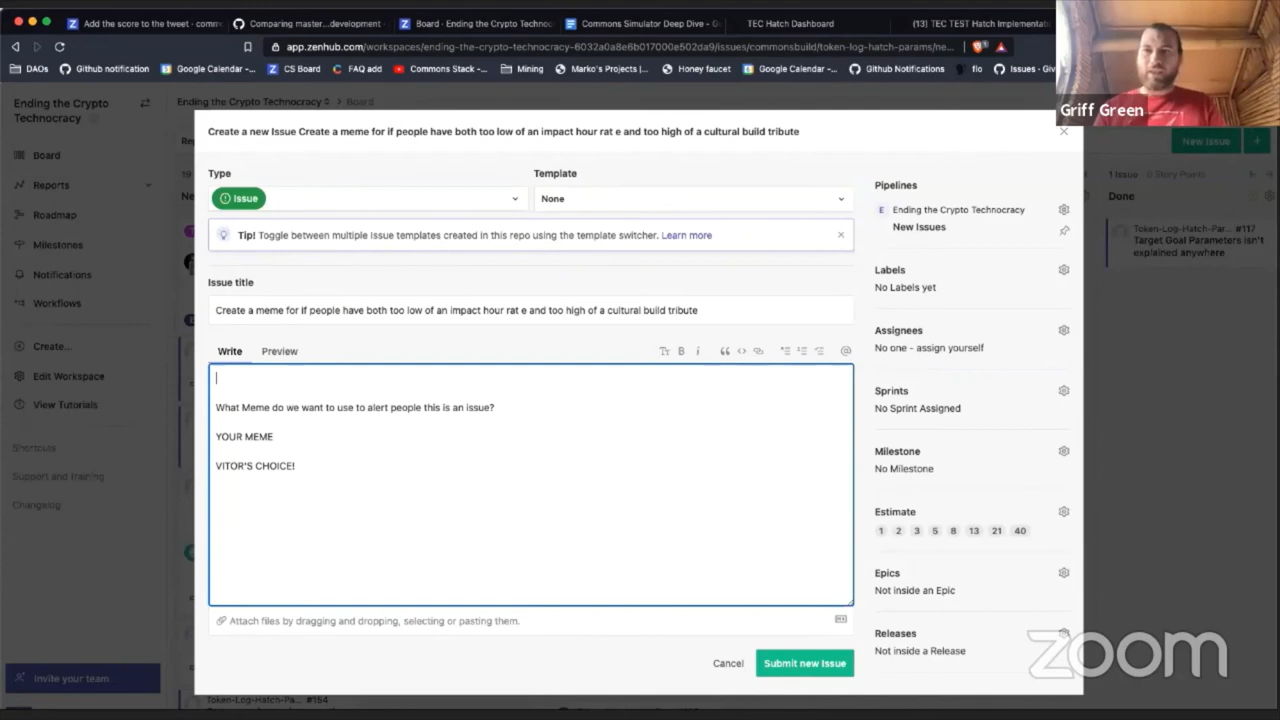 Add the score to the tweet · comm
Comparing master...development ·
Board · Ending the Crypto Technoc
Commons Simulator Deep Dive - G
TEC Hatch Dashboard
(13) TEC TEST Hatch Implementati
app.zenhub.com/workspaces/ending-the-crypto-technocracy-6032a0a8e6b017000e502da9/issues/commonsbuild/token-log-hatch-params/ne...
DAOs
Github notification
Google Calendar -...
CS Board
FAQ add
Commons Stack -...
Mining
Marko's Projects |...
Honey faucet
Google Calendar -...
Github Notifications
flo
Issues · Giv
Griff Green
Ending the Crypto Technocracy
Ending the Crypto Technocracy
Board
Board
Reports
Roadmap
Milestones
Notifications
Workflows
Create...
Edit Workspace
View Tutorials
Shortcuts
Support and training
Changelog
Invite your team
19
Ne
Create a new Issue Create a meme for if people have both too low of an impact hour rat e and too high of a cultural build tribute
Type
Issue
Template
None
Tip! Toggle between multiple Issue templates created in this repo using the template switcher. Learn more
Issue title
Create a meme for if people have both too low of an impact hour rat e and too high of a cultural build tribute
Write
Preview
What Meme do we want to use to alert people this is an issue?
YOUR MEME
VITOR'S CHOICE!
Attach files by dragging and dropping, selecting or pasting them.
Cancel
Submit new Issue
Pipelines
E Ending the Crypto Technocracy
New Issues
Labels
No Labels yet
Assignees
No one - assign yourself
Sprints
No Sprint Assigned
Milestone
No Milestone
Estimate
1 2 3 5 8 13 21 40
Epics
Not inside an Epic
Releases
Not inside a Release
New Issue
1 Issue 0 Story Points
Done
Token-Log-Hatch-Par... #117
Target Goal Parameters isn't explained anywhere
Token-Log-Hatch-Pa... #154
zoom